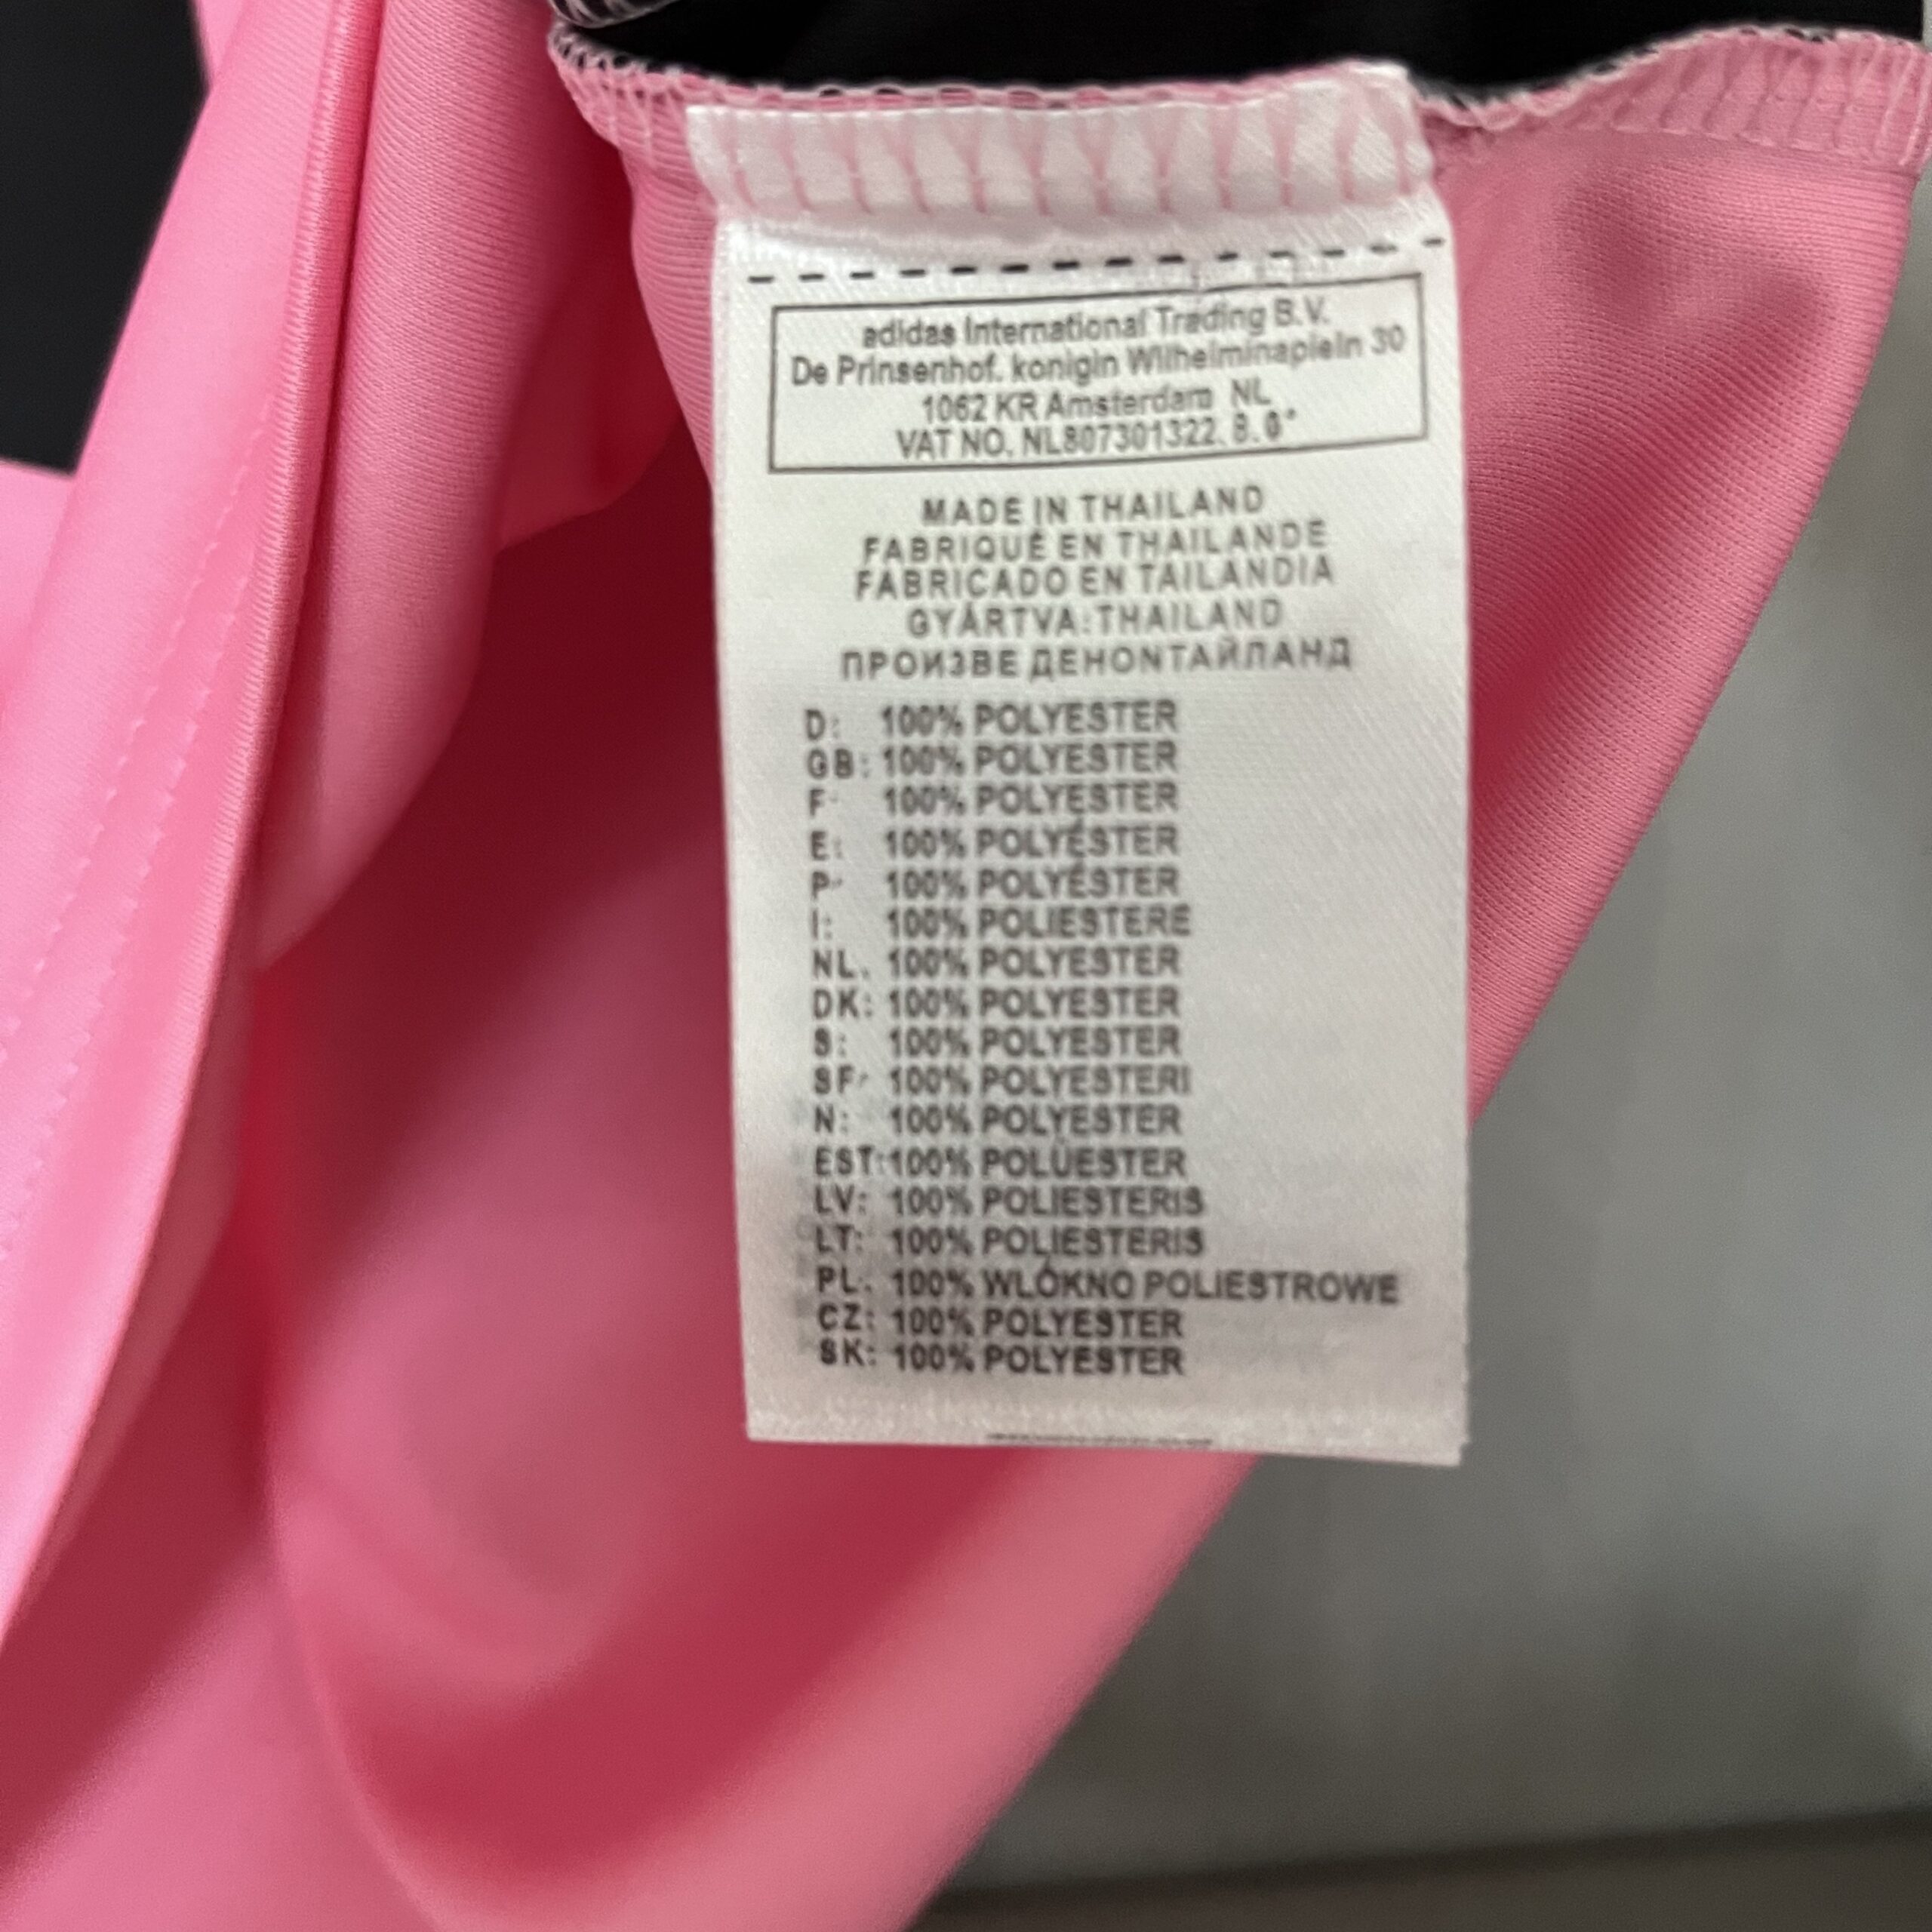 adidas International Trading B.V.
De Prinsenhof. konigin Wilhelminaplein 30
1062 KR Amsterdam NL
VAT NO. NL807301322.
MADE IN THAILAND
FABRIQUÉ EN THAILANDE
FABRICADO EN TAILANDIA
GYÁRTVA:THAILAND
ПРОИЗВЕ ДЕНОNТАЙЛАНД
D: 100% POLYESTER
GB: 100% POLYESTER
F: 100% POLYESTER
E: 100% POLYÉSTER
P: 100% POLYÉSTER
I: 100% POLIESTERE
NL. 100% POLYESTER
DK: 100% POLYESTER
S: 100% POLYESTER
SF: 100% POLYESTERI
N: 100% POLYESTER
EST:100% POLÜESTER
LV: 100% POLIESTERIS
LT: 100% POLIESTERIS
PL: 100% WLÓKNO POLIESTROWE
CZ: 100% POLYESTER
SK: 100% POLYESTER